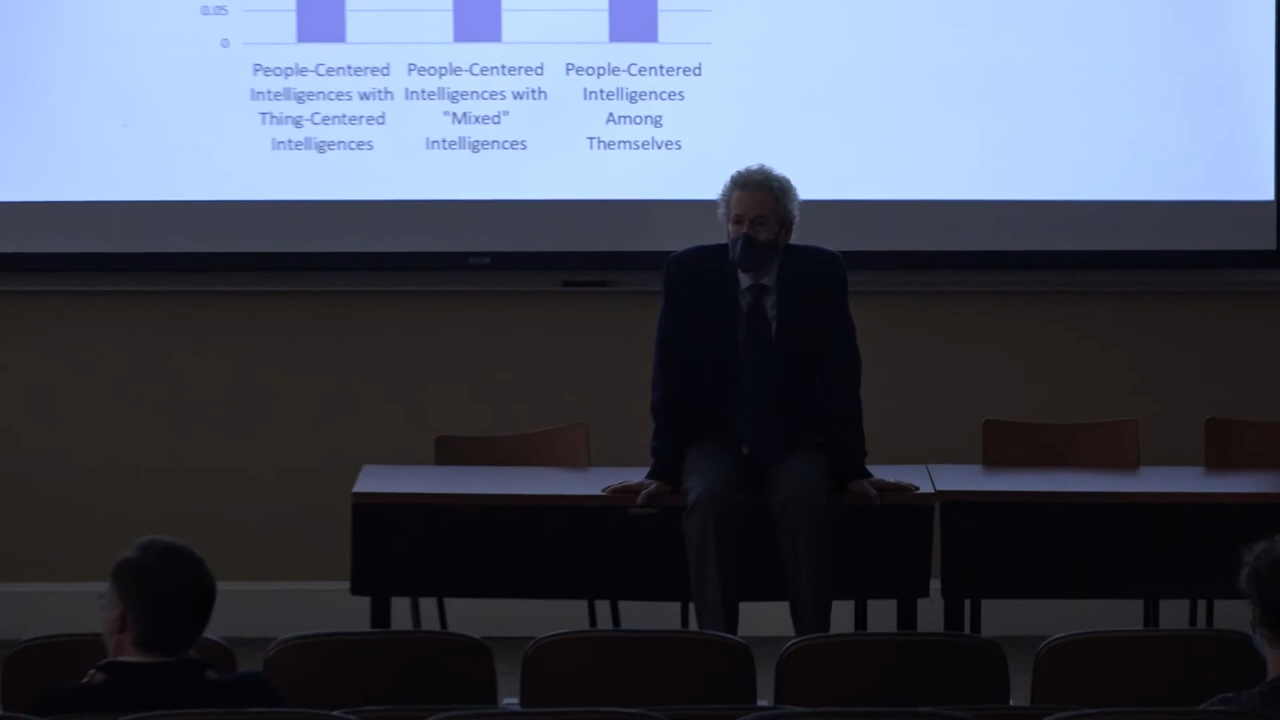 0.05
0
People-Centered
Intelligences with
Thing-Centered
Intelligences
People-Centered
Intelligences with
"Mixed"
Intelligences
People-Centered
Intelligences
Among
Themselves